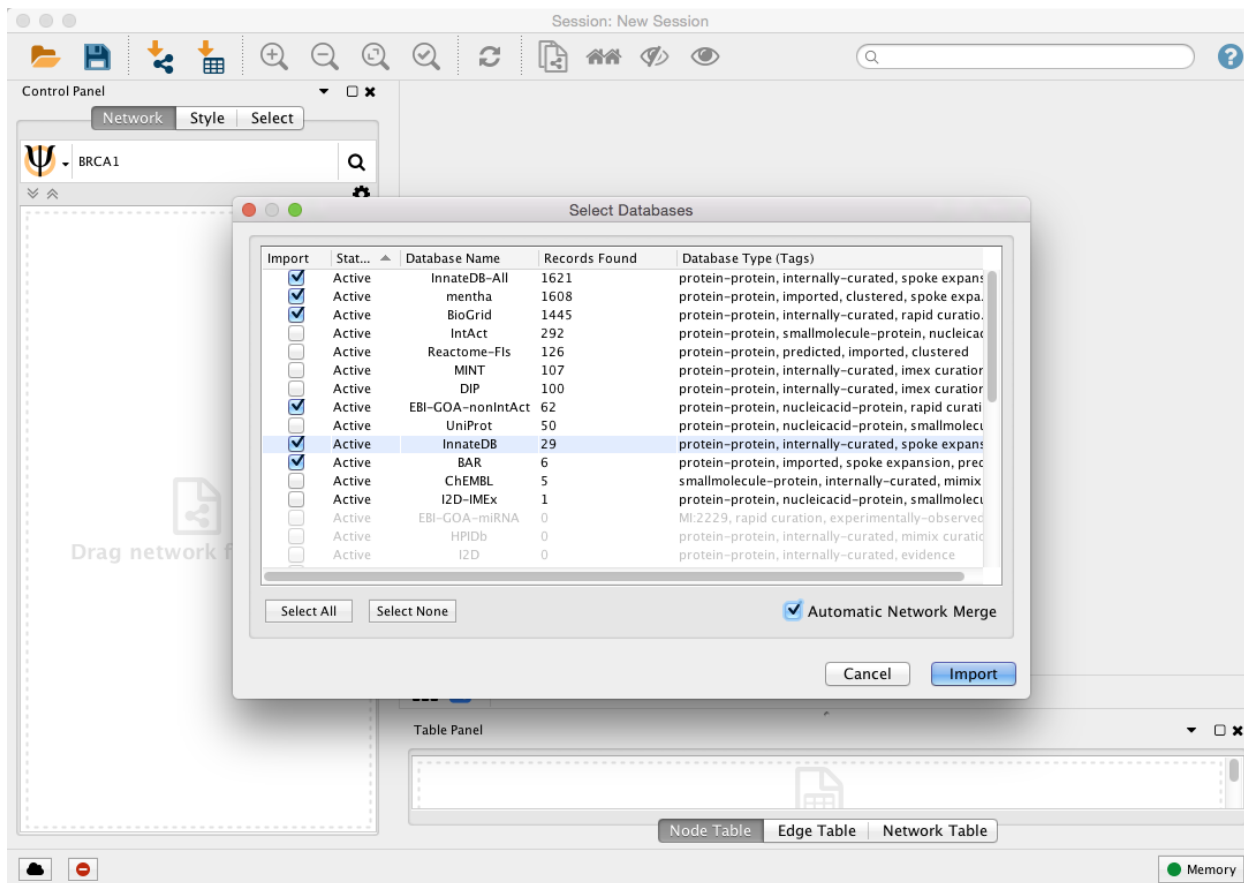 Session: New Session
Control Panel
Network Style Select
BRCA1
Select Databases
Import Stat... Database Name Records Found Database Type (Tags)
Active InnateDB-All 1621 protein-protein, internally-curated, spoke expans
Active mentha 1608 protein-protein, imported, clustered, spoke expa.
Active BioGrid 1445 protein-protein, internally-curated, rapid curatio.
Active IntAct 292 protein-protein, smallmolecule-protein, nucleicac
Active Reactome-FIs 126 protein-protein, predicted, imported, clustered
Active MINT 107 protein-protein, internally-curated, imex curation
Active DIP 100 protein-protein, internally-curated, imex curation
Active EBI-GOA-nonIntAct 62 protein-protein, nucleicacid-protein, rapid curati
Active UniProt 50 protein-protein, nucleicacid-protein, smallmolecu
Active InnateDB 29 protein-protein, internally-curated, spoke expans
Active BAR 6 protein-protein, imported, spoke expansion, pred
Active ChEMBL 5 smallmolecule-protein, internally-curated, mimix
Active I2D-IMEx 1 protein-protein, nucleicacid-protein, smallmolecu
Active EBI-GOA-miRNA 0 MI:2229, rapid curation, experimentally-observed
Active HPIDb 0 protein-protein, internally-curated, mimix curatic
Active I2D 0 protein-protein, internally-curated, evidence
Drag network f
Select All Select None Automatic Network Merge
Cancel Import
Table Panel
Node Table Edge Table Network Table
Memory